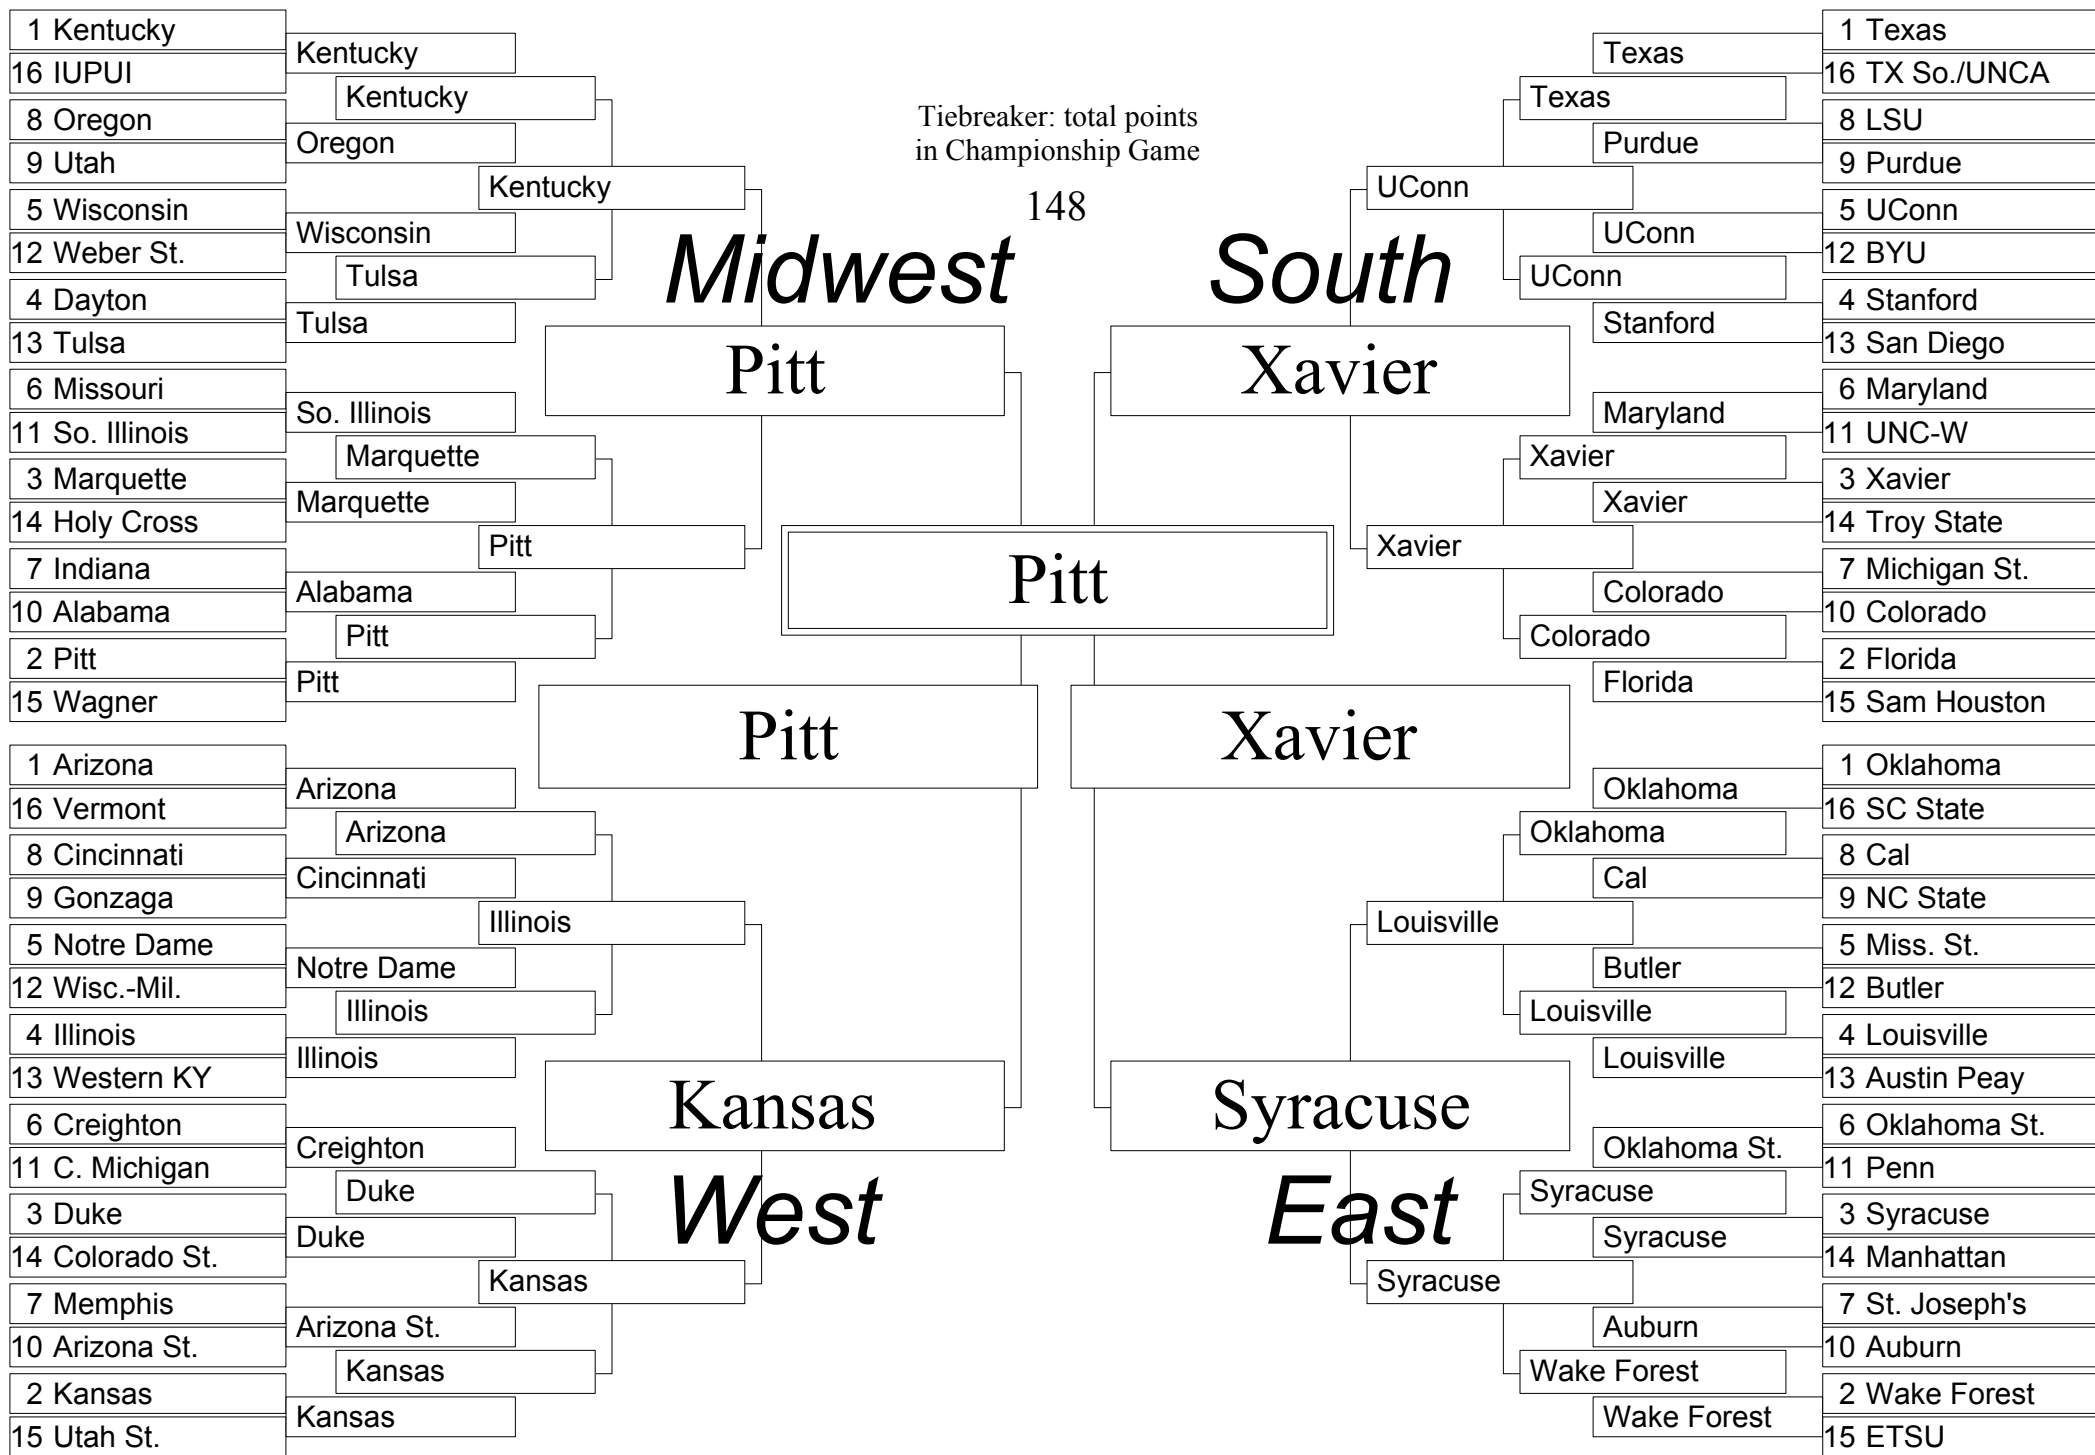 1 Kentucky
16 IUPUI
8 Oregon
9 Utah
5 Wisconsin
12 Weber St.
4 Dayton
13 Tulsa
6 Missouri
11 So. Illinois
3 Marquette
14 Holy Cross
7 Indiana
10 Alabama
2 Pitt
15 Wagner
1 Arizona
16 Vermont
8 Cincinnati
9 Gonzaga
5 Notre Dame
12 Wisc.-Mil.
4 Illinois
13 Western KY
6 Creighton
11 C. Michigan
3 Duke
14 Colorado St.
7 Memphis
10 Arizona St.
2 Kansas
15 Utah St.
Kentucky
Oregon
Wisconsin
Tulsa
So. Illinois
Marquette
Alabama
Pitt
Arizona
Cincinnati
Notre Dame
Illinois
Creighton
Duke
Arizona St.
Kansas
Kentucky
Tulsa
Marquette
Pitt
Arizona
Illinois
Duke
Kansas
Kentucky
Pitt
Illinois
Kansas
Midwest
Pitt
Pitt
Kansas
West
Tiebreaker: total points
in Championship Game
148
Pitt
South
Xavier
Xavier
Syracuse
East
UConn
Xavier
Louisville
Syracuse
Texas
UConn
Xavier
Colorado
Oklahoma
Louisville
Syracuse
Wake Forest
Texas
Purdue
UConn
Stanford
Maryland
Xavier
Colorado
Florida
Oklahoma
Cal
Butler
Louisville
Oklahoma St.
Syracuse
Auburn
Wake Forest
1 Texas
16 TX So./UNCA
8 LSU
9 Purdue
5 UConn
12 BYU
4 Stanford
13 San Diego
6 Maryland
11 UNC-W
3 Xavier
14 Troy State
7 Michigan St.
10 Colorado
2 Florida
15 Sam Houston
1 Oklahoma
16 SC State
8 Cal
9 NC State
5 Miss. St.
12 Butler
4 Louisville
13 Austin Peay
6 Oklahoma St.
11 Penn
3 Syracuse
14 Manhattan
7 St. Joseph's
10 Auburn
2 Wake Forest
15 ETSU